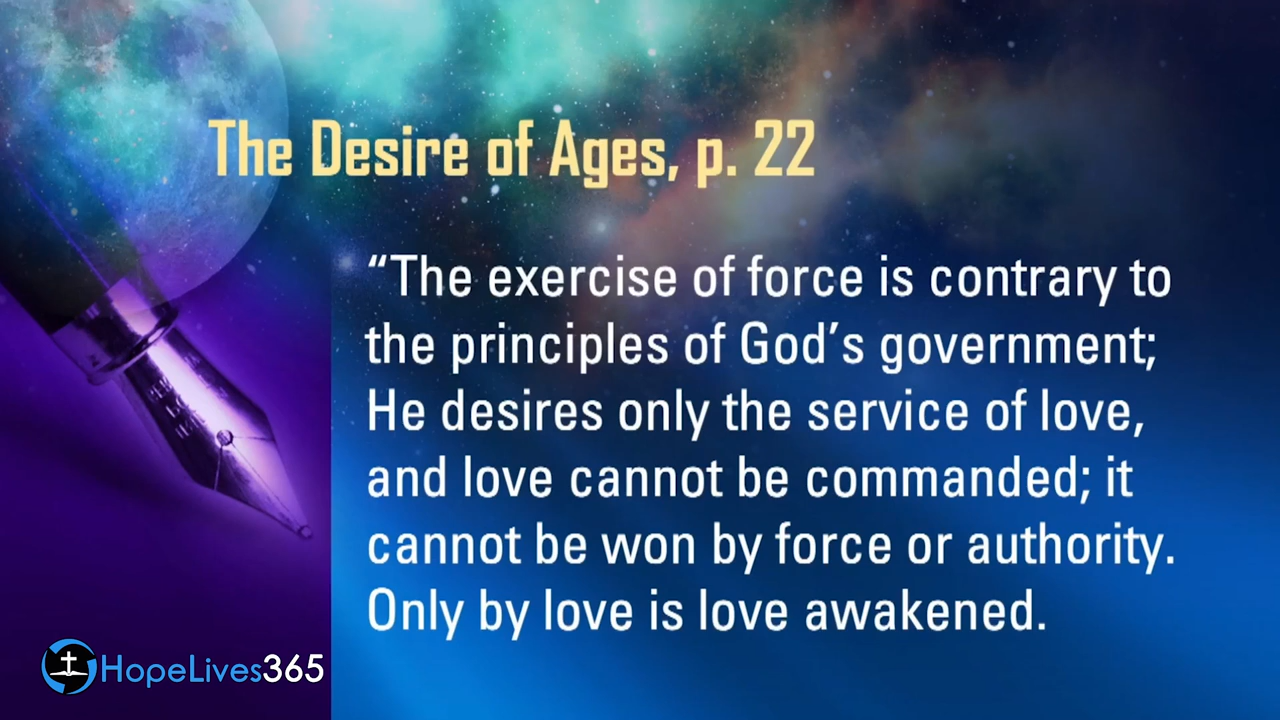 The Desire of Ages, p. 22
“The exercise of force is contrary to
the principles of God’s government;
He desires only the service of love,
and love cannot be commanded; it
cannot be won by force or authority.
Only by love is love awakened.
HopeLives365